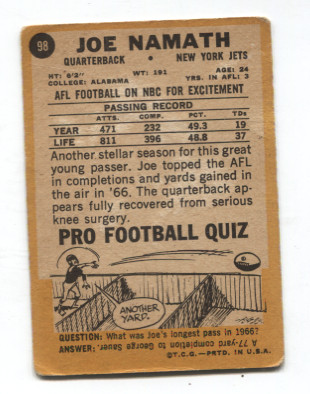 98
JOE NAMATH
QUARTERBACK • NEW YORK JETS
HT: 6'2" WT: 191 AGE: 24
COLLEGE: ALABAMA YRS. IN AFL: 3
AFL FOOTBALL ON NBC FOR EXCITEMENT
PASSING RECORD
ATTS. COMP. PCT. TDs
YEAR 471 232 49.3 19
LIFE 811 396 48.8 37
Another stellar season for this great
young passer. Joe topped the AFL
in completions and yards gained in
the air in '66. The quarterback ap-
pears fully recovered from serious
knee surgery.
PRO FOOTBALL QUIZ
ANOTHER
YARD.
QUESTION: What was Joe's longest pass in 1966?
ANSWER: A 77-yard completion to George Sauer.
©T.C.G.—PRTD. IN U.S.A.